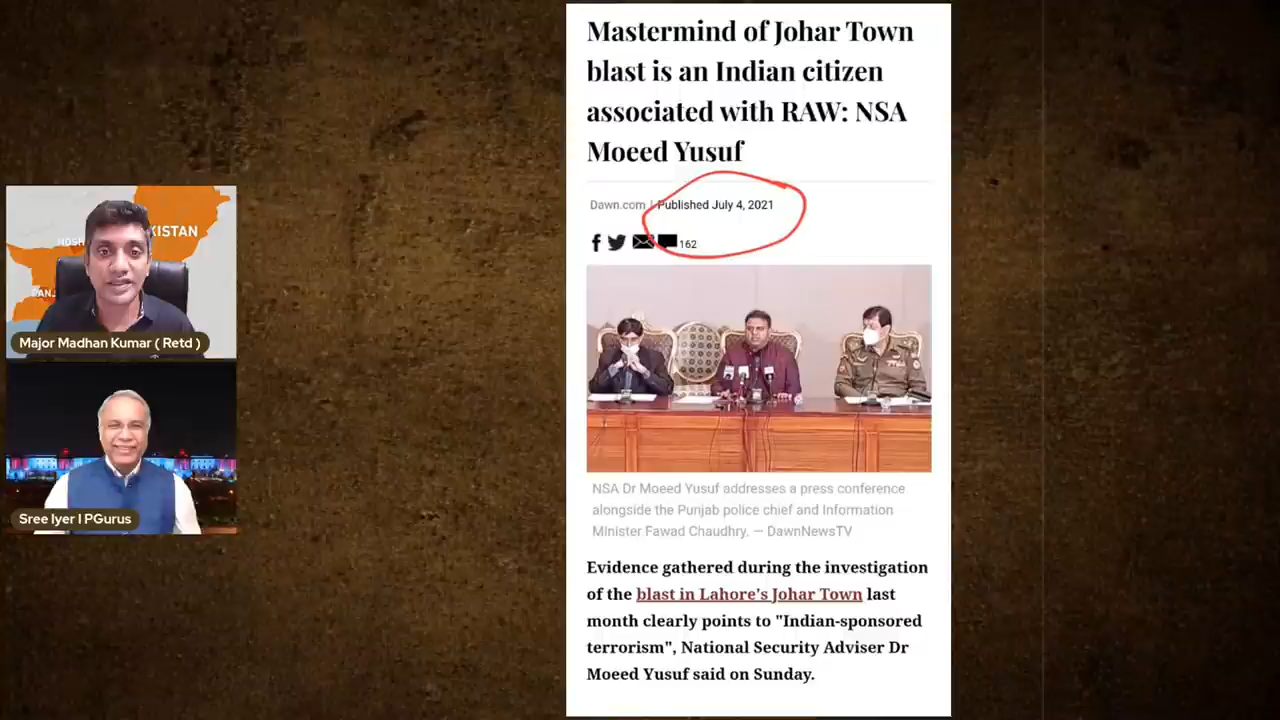 Mastermind of Johar Town
blast is an Indian citizen
associated with RAW: NSA
Moeed Yusuf
Dawn.com | Published July 4, 2021
162
NSA Dr Moeed Yusuf addresses a press conference
alongside the Punjab police chief and Information
Minister Fawad Chaudhry. — DawnNewsTV
Evidence gathered during the investigation
of the blast in Lahore's Johar Town last
month clearly points to "Indian-sponsored
terrorism", National Security Adviser Dr
Moeed Yusuf said on Sunday.
KISTAN
HOSH
PANJ
Major Madhan Kumar ( Retd )
Sree Iyer I PGurus